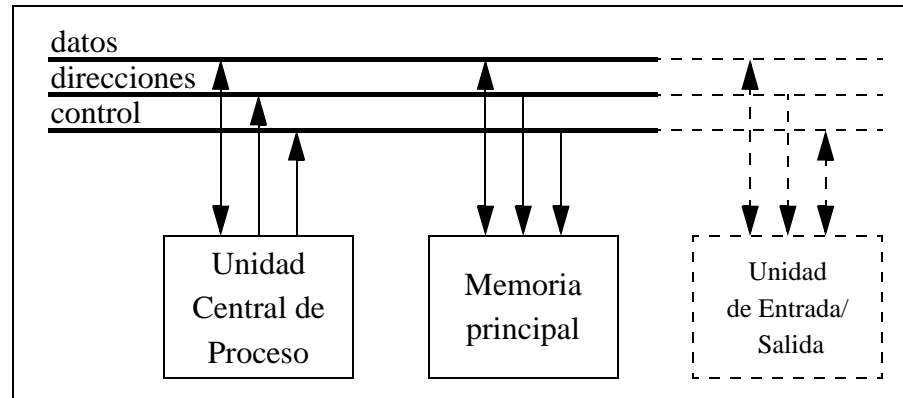 datos
direcciones
control
Unidad
Central de
Proceso
Memoria
principal
Unidad
de Entrada/
Salida